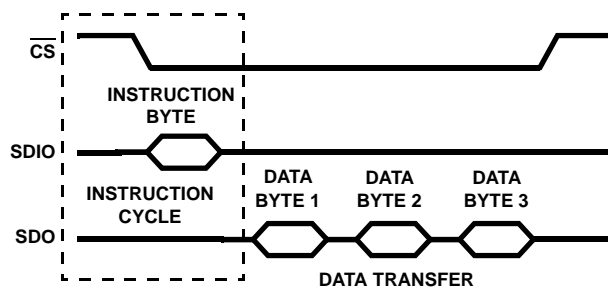 CS
INSTRUCTION
BYTE
SDIO
INSTRUCTION
CYCLE
DATA
BYTE 1
DATA
BYTE 2
DATA
BYTE 3
SDO
DATA TRANSFER